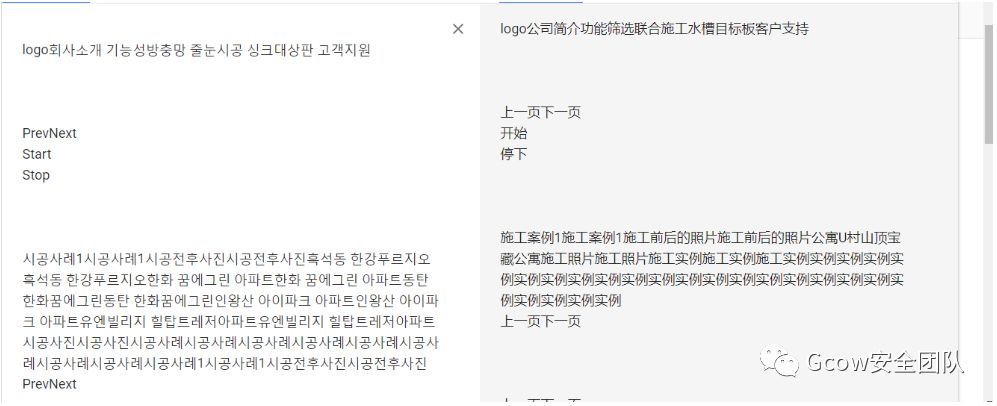 logo회사소개 기능성방충망 줄눈시공 싱크대상판 고객지원
PrevNext
Start
Stop
시공사례1시공사례1시공전후사진시공전후사진흑석동 한강푸르지오
흑석동 한강푸르지오한화 꿈에그린 아파트한화 꿈에그린 아파트동탄
한화꿈에그린동탄 한화꿈에그린인왕산 아이파크 아파트인왕산 아이파
크 아파트유엔빌리지 힐탑트레저아파트유엔빌리지 힐탑트레저아파트
시공사진시공사진시공사례시공사례시공사례시공사례시공사례시공사
례시공사례시공사례시공사례시공사례1시공사례1시공전후사진시공전후사진
PrevNext
logo公司简介功能筛选联合施工水槽目标板客户支持
上一页下一页
开始
停下
施工案例1施工案例1施工前后的照片施工前后的照片公寓U村山顶宝
藏公寓施工照片施工照片施工实例施工实例施工实例实例实例实例实
例实例实例实例实例实例实例实例实例实例实例实例实例实例实例实
例实例实例实例实例
上一页下一页
Gcow安全团队